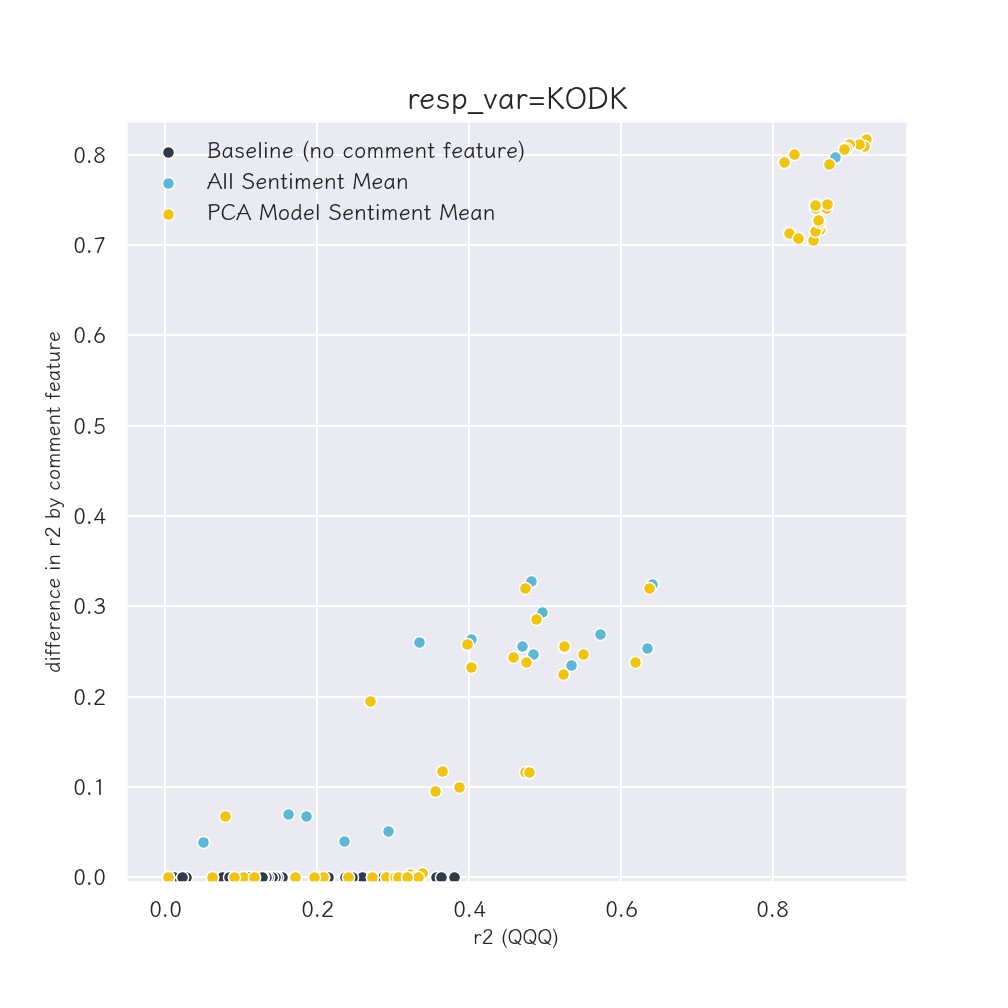 resp_var=KODK
Baseline (no comment feature)
All Sentiment Mean
PCA Model Sentiment Mean
0.8
0.7
0.6
0.5
0.4
0.3
0.2
0.1
0.0
difference in r2 by comment feature
0.0 0.2 0.4 0.6 0.8
r2 (QQQ)